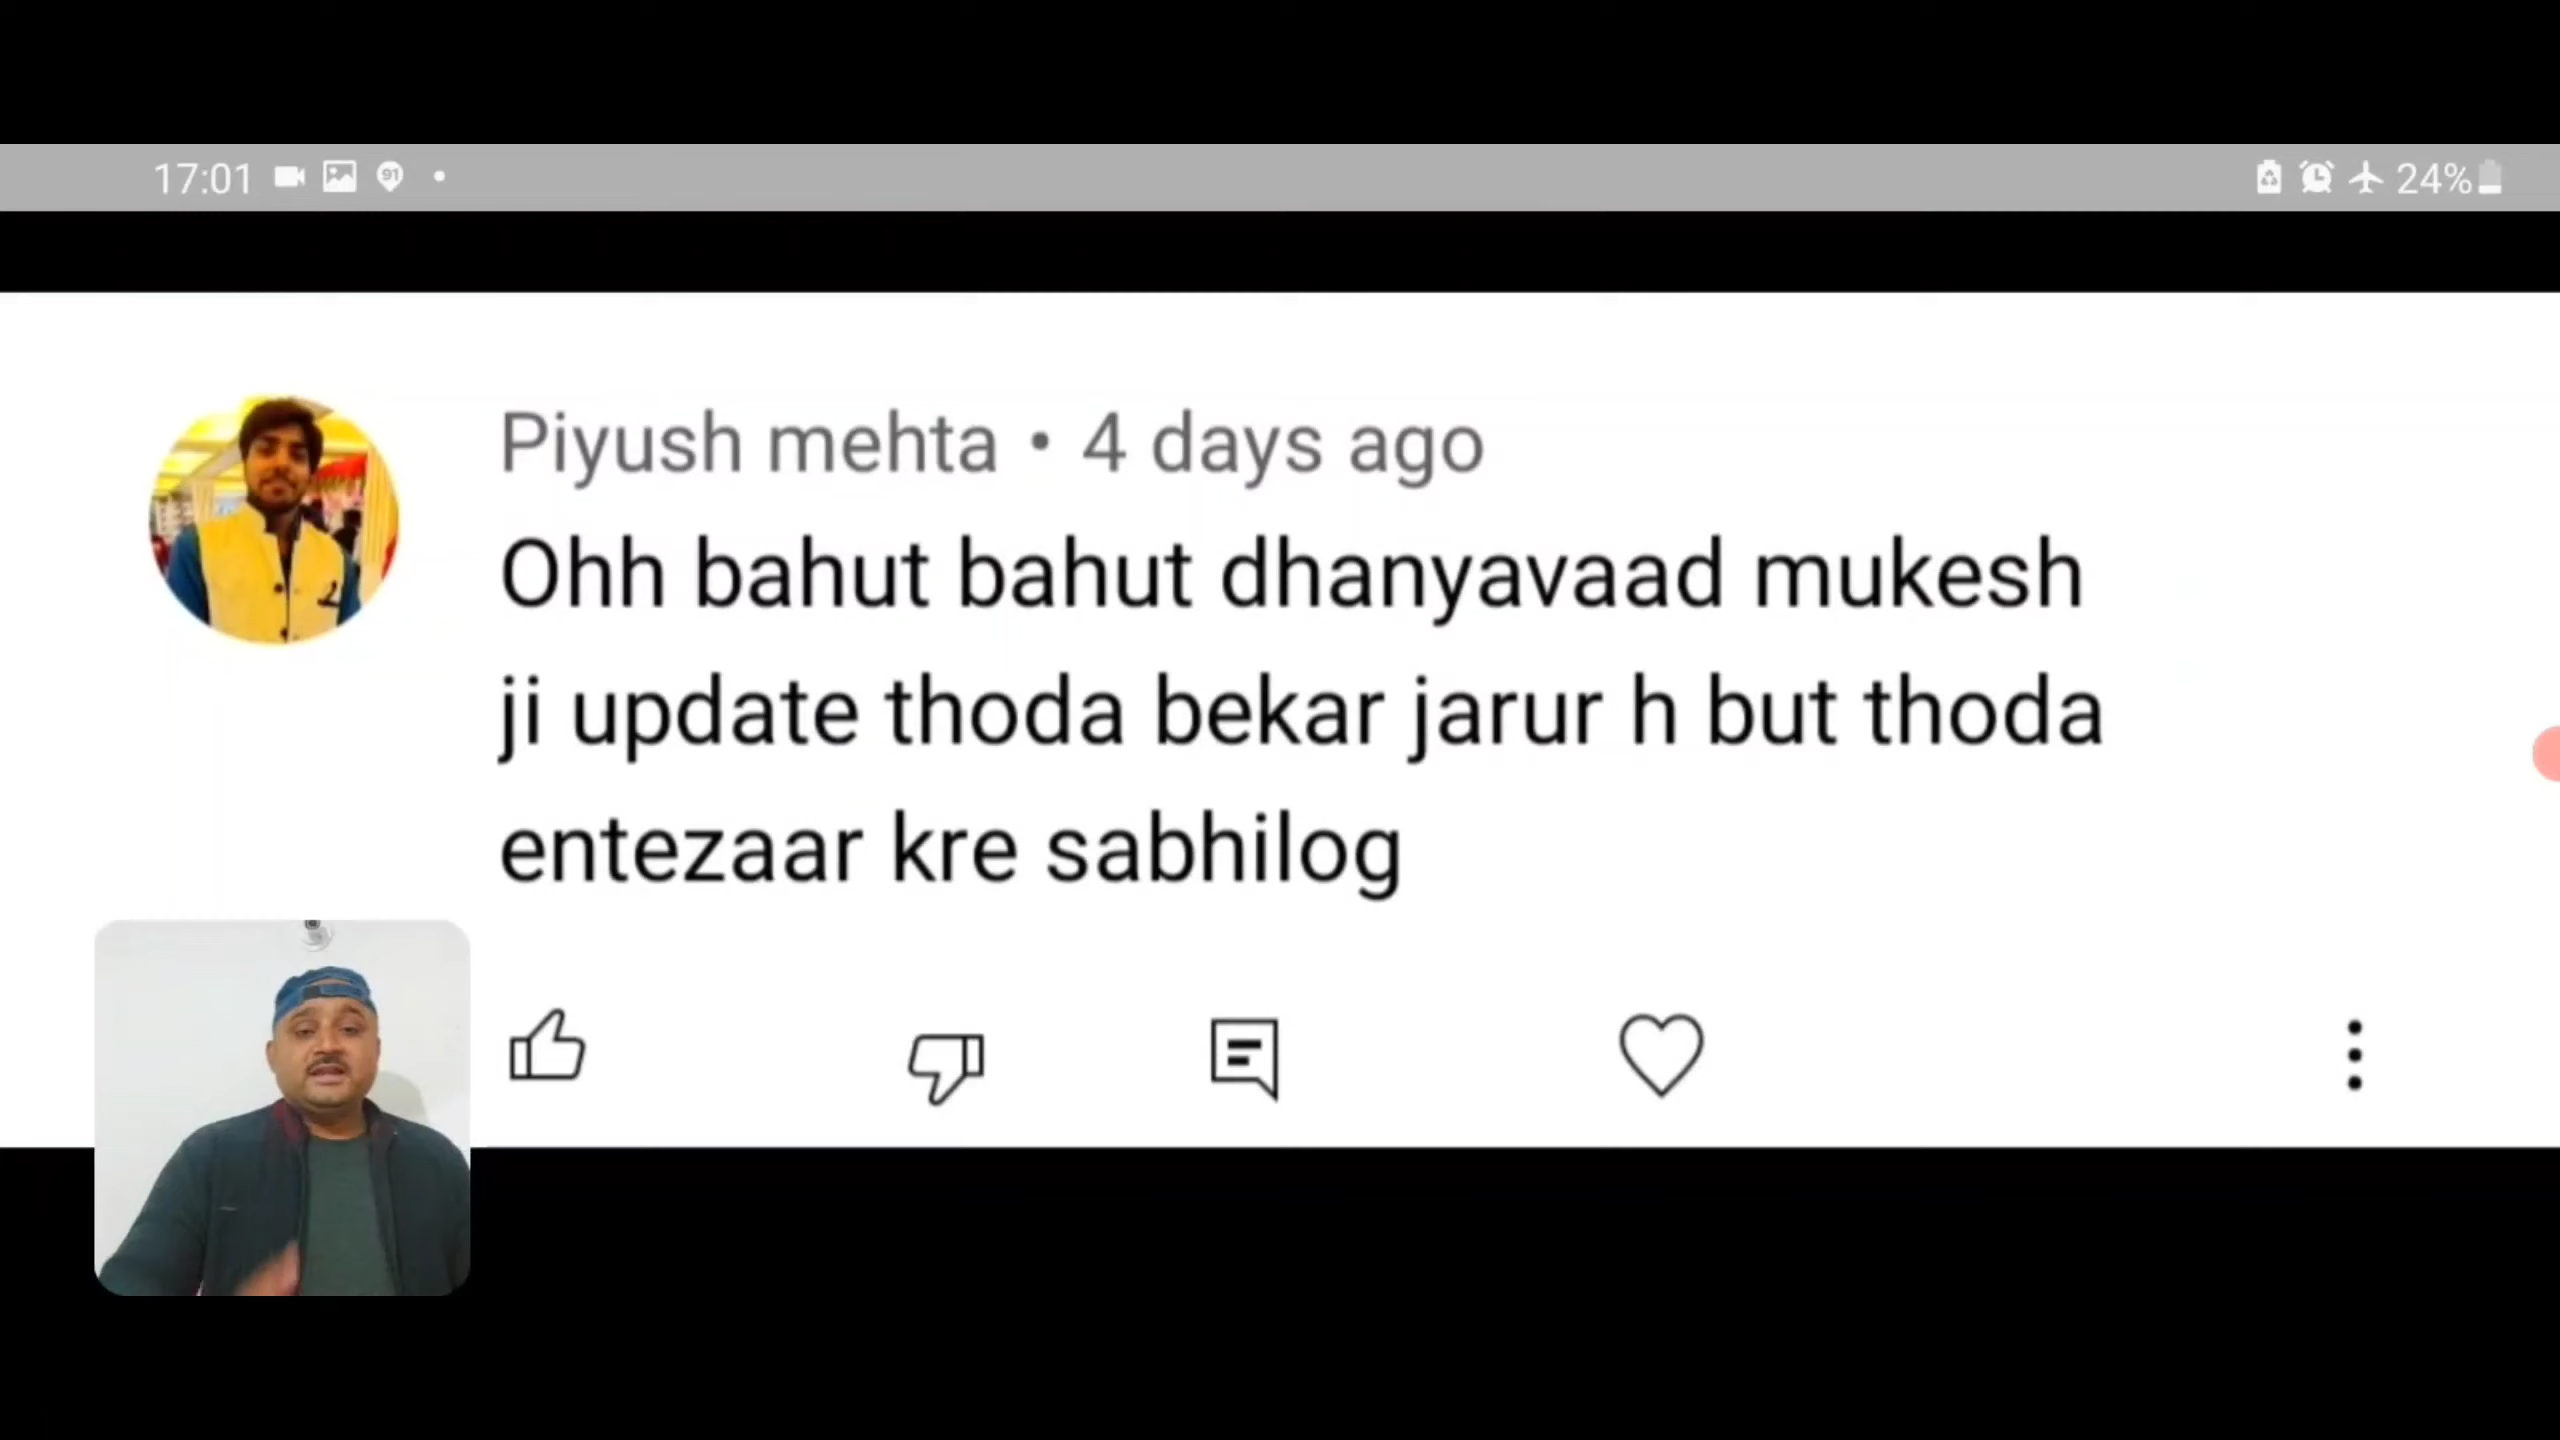 17:01 91 24%
Piyush mehta • 4 days ago
Ohh bahut bahut dhanyavaad mukesh
ji update thoda bekar jarur h but thoda
entezaar kre sabhilog